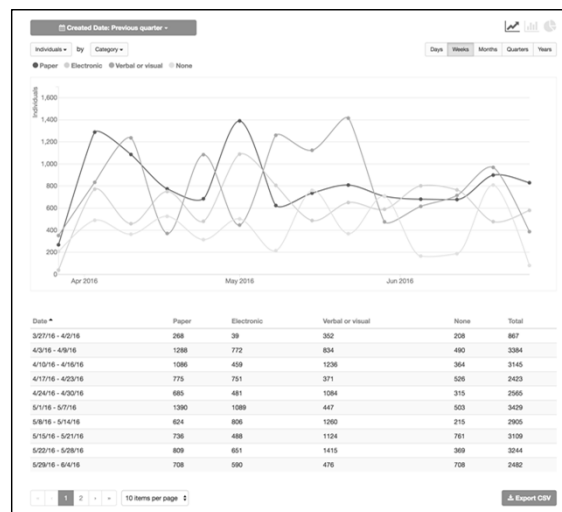 Created Date: Previous quarter
Individuals by Category
Days Weeks Months Quarters Years
Paper Electronic Verbal or visual None
Individuals
1,600
1,400
1,200
1,000
800
600
400
200
0
Apr 2016 May 2016 Jun 2016
Date Paper Electronic Verbal or visual None Total
3/27/16 - 4/2/16 268 39 352 208 867
4/3/16 - 4/9/16 1288 772 834 490 3384
4/10/16 - 4/16/16 1086 459 1236 364 3145
4/17/16 - 4/23/16 775 751 371 526 2423
4/24/16 - 4/30/16 685 481 1084 315 2565
5/1/16 - 5/7/16 1390 1089 447 503 3429
5/8/16 - 5/14/16 624 806 1260 215 2905
5/15/16 - 5/21/16 736 488 1124 761 3109
5/22/16 - 5/28/16 809 651 1415 369 3244
5/29/16 - 6/4/16 708 590 476 708 2482
1 2 10 items per page Export CSV